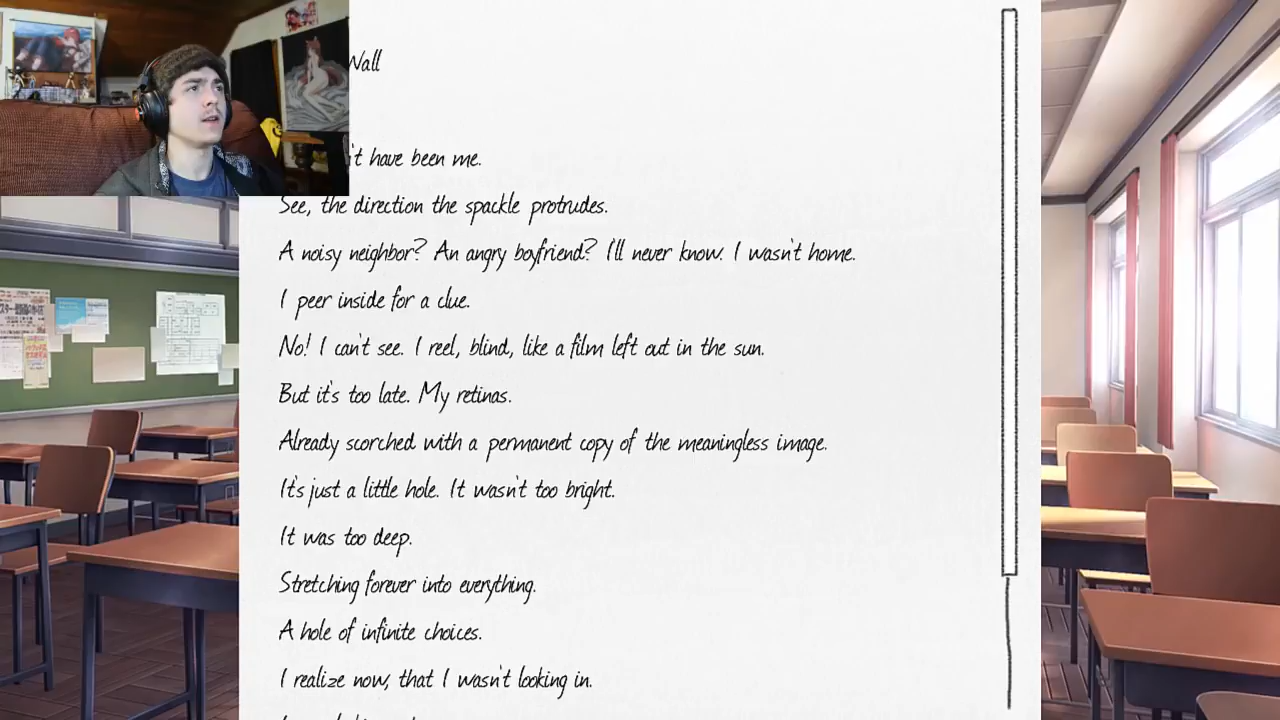 Wall
't have been me.
See, the direction the spackle protrudes.
A noisy neighbor? An angry boyfriend? I'll never know. I wasn't home.
I peer inside for a clue.
No! I can't see. I reel, blind, like a film left out in the sun.
But it's too late. My retinas.
Already scorched with a permanent copy of the meaningless image.
It's just a little hole. It wasn't too bright.
It was too deep.
Stretching forever into everything.
A hole of infinite choices.
I realize now, that I wasn't looking in.